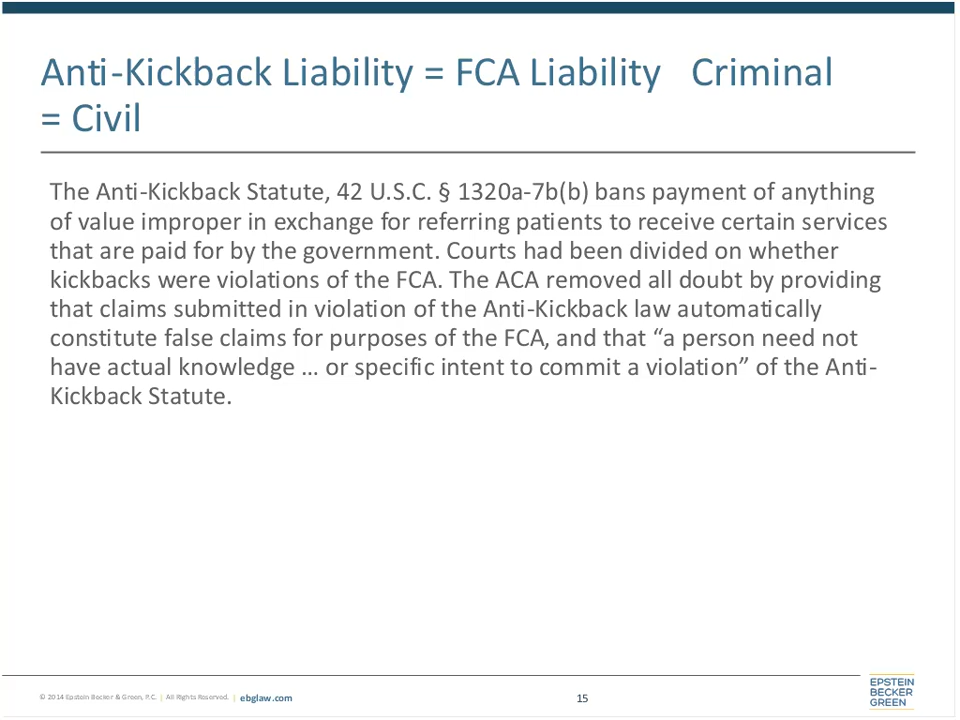 Anti-Kickback Liability = FCA Liability Criminal
= Civil
The Anti-Kickback Statute, 42 U.S.C. § 1320a-7b(b) bans payment of anything
of value improper in exchange for referring patients to receive certain services
that are paid for by the government. Courts had been divided on whether
kickbacks were violations of the FCA. The ACA removed all doubt by providing
that claims submitted in violation of the Anti-Kickback law automatically
constitute false claims for purposes of the FCA, and that “a person need not
have actual knowledge … or specific intent to commit a violation” of the Anti-
Kickback Statute.
© 2014 Epstein Becker & Green, P.C. | All Rights Reserved. | ebglaw.com
15
EPSTEIN
BECKER
GREEN